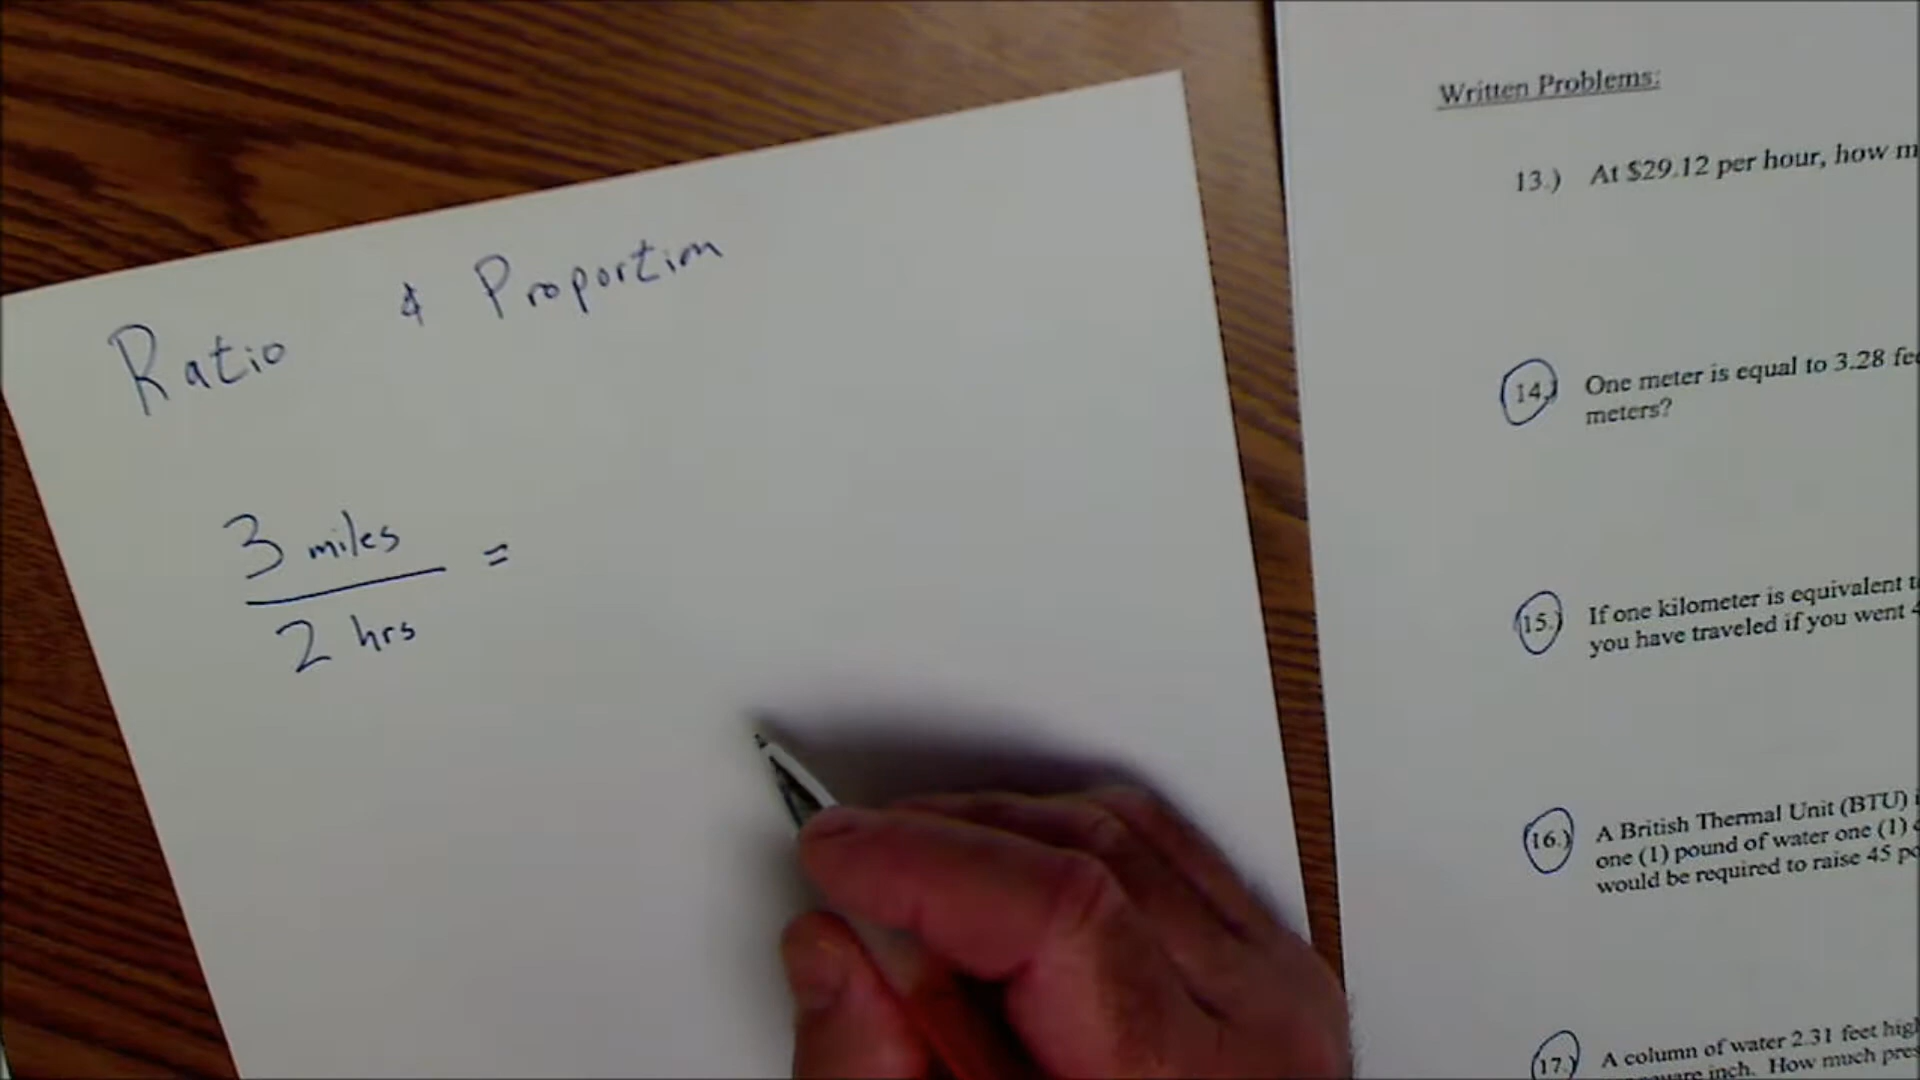 Ratio & Proportion
3 miles =
2 hrs
Written Problems:
13.) At $29.12 per hour, how
14.) One meter is equal to 3.28
meters?
15.) If one kilometer is equivalent
you have traveled if you went
16.) A British Thermal Unit (BTU)
one (1) pound of water one (1)
would be required to raise 45
17.) A column of water 2.31 feet
inch. How much